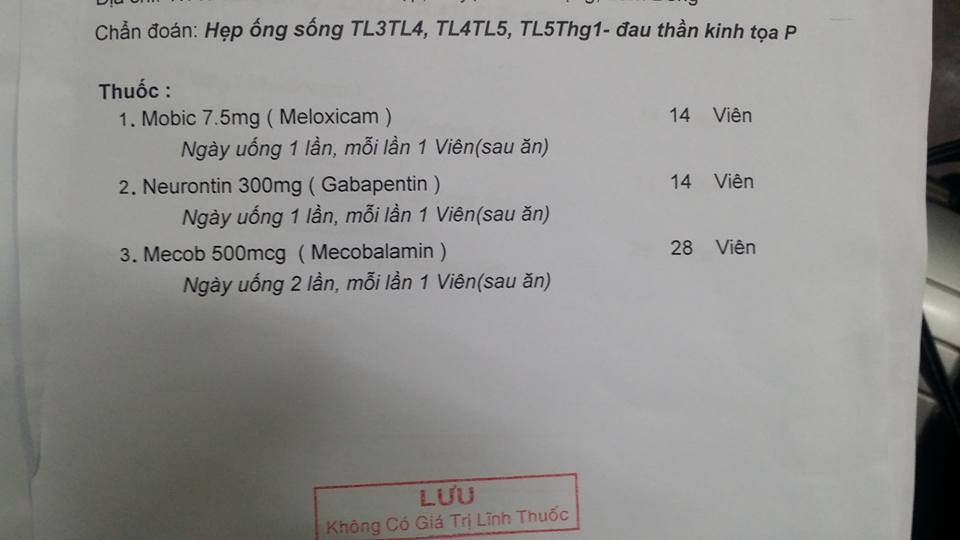 Chẩn đoán: Hẹp ống sống TL3TL4, TL4TL5, TL5Thg1- đau thần kinh tọa P
Thuốc :
1. Mobic 7.5mg ( Meloxicam ) 14 Viên
Ngày uống 1 lần, mỗi lần 1 Viên(sau ăn)
2. Neurontin 300mg ( Gabapentin ) 14 Viên
Ngày uống 1 lần, mỗi lần 1 Viên(sau ăn)
3. Mecob 500mcg ( Mecobalamin ) 28 Viên
Ngày uống 2 lần, mỗi lần 1 Viên(sau ăn)
LƯU
Không Có Giá Trị Lĩnh Thuốc